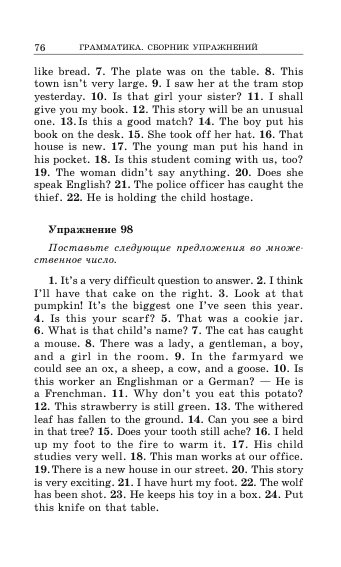 76 ГРАММАТИКА. СБОРНИК УПРАЖНЕНИЙ
like bread. 7. The plate was on the table. 8. This
town isn't very large. 9. I saw her at the tram stop
yesterday. 10. Is that girl your sister? 11. I shall
give you my book. 12. This story will be an unusual
one. 13. Is this a good match? 14. The boy put his
book on the desk. 15. She took off her hat. 16. That
house is new. 17. The young man put his hand in
his pocket. 18. Is this student coming with us, too?
19. The woman didn't say anything. 20. Does she
speak English? 21. The police officer has caught the
thief. 22. He is holding the child hostage.
Упражнение 98
Поставьте следующие предложения во множе-
ственное число.
1. It's a very difficult question to answer. 2. I think
I'll have that cake on the right. 3. Look at that
pumpkin! It's the biggest one I've seen this year.
4. Is this your scarf? 5. That was a cookie jar.
6. What is that child's name? 7. The cat has caught
a mouse. 8. There was a lady, a gentleman, a boy,
and a girl in the room. 9. In the farmyard we
could see an ox, a sheep, a cow, and a goose. 10. Is
this worker an Englishman or a German? — He is
a Frenchman. 11. Why don't you eat this potato?
12. This strawberry is still green. 13. The withered
leaf has fallen to the ground. 14. Can you see a bird
in that tree? 15. Does your tooth still ache? 16. I held
up my foot to the fire to warm it. 17. His child
studies very well. 18. This man works at our office.
19. There is a new house in our street. 20. This story
is very exciting. 21. I have hurt my foot. 22. The wolf
has been shot. 23. He keeps his toy in a box. 24. Put
this knife on that table.